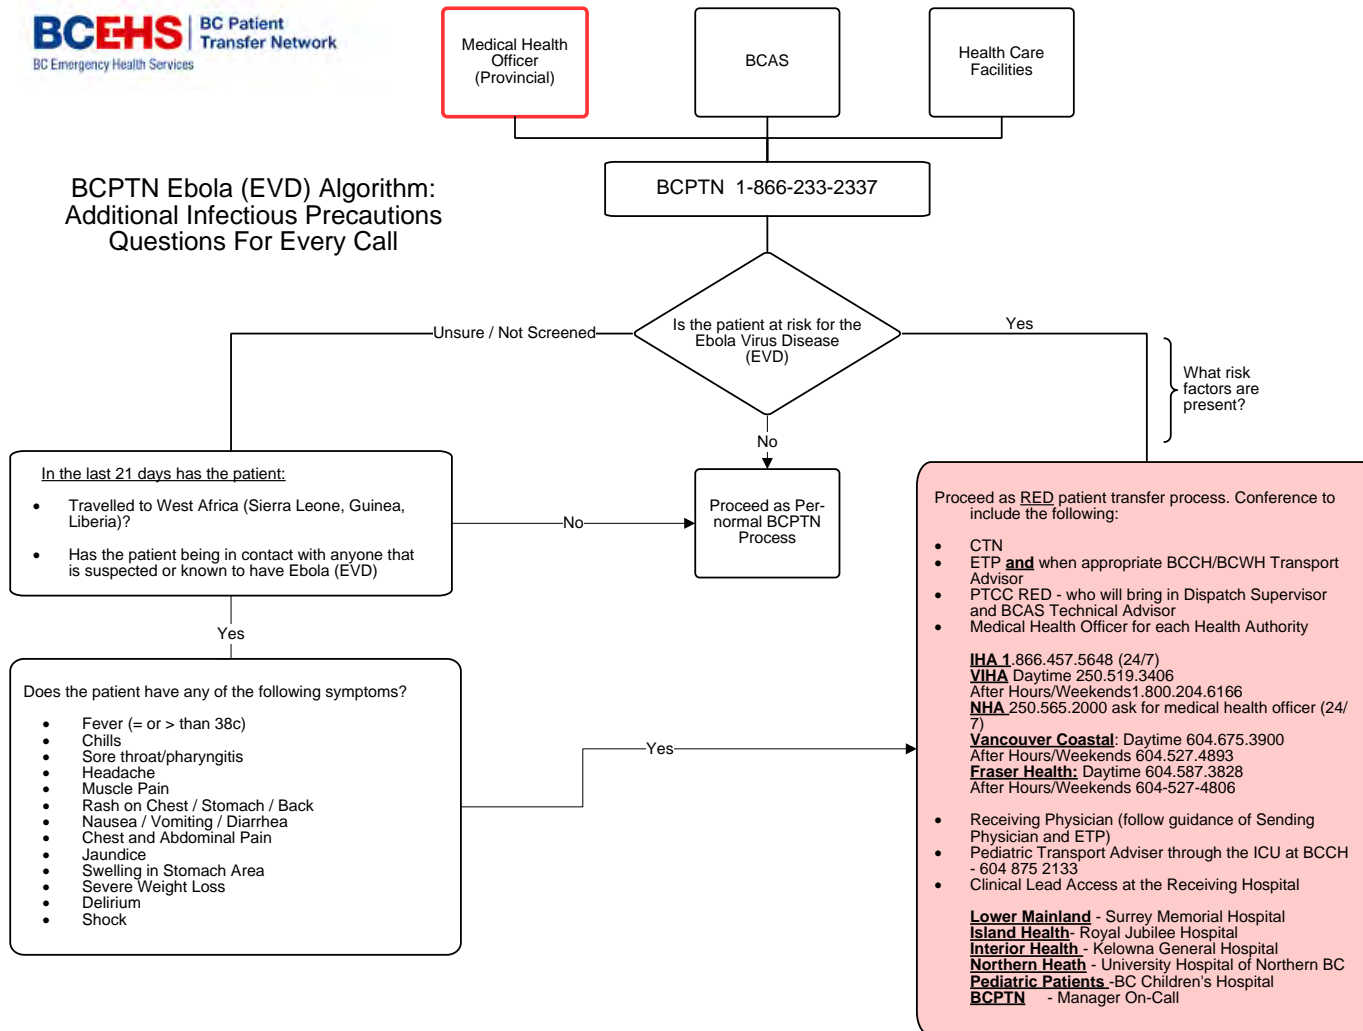 BCEHS
BC Patient
Transfer Network
BC Emergency Health Services
Medical Health
Officer
(Provincial)
BCAS
Health Care
Facilities
BCPTN 1-866-233-2337
BCPTN Ebola (EVD) Algorithm:
Additional Infectious Precautions
Questions For Every Call
Is the patient at risk for the
Ebola Virus Disease
(EVD)
Unsure / Not Screened
Yes
What risk
factors are
present?
No
In the last 21 days has the patient:
• Travelled to West Africa (Sierra Leone, Guinea,
Liberia)?
• Has the patient being in contact with anyone that
is suspected or known to have Ebola (EVD)
No
Proceed as Per-
normal BCPTN
Process
Yes
Does the patient have any of the following symptoms?
• Fever (= or > than 38c)
• Chills
• Sore throat/pharyngitis
• Headache
• Muscle Pain
• Rash on Chest / Stomach / Back
• Nausea / Vomiting / Diarrhea
• Chest and Abdominal Pain
• Jaundice
• Swelling in Stomach Area
• Severe Weight Loss
• Delirium
• Shock
Yes
Proceed as RED patient transfer process. Conference to
include the following:
• CTN
• ETP and when appropriate BCCH/BCWH Transport
Advisor
• PTCC RED - who will bring in Dispatch Supervisor
and BCAS Technical Advisor
• Medical Health Officer for each Health Authority
IHA 1.866.457.5648 (24/7)
VIHA Daytime 250.519.3406
After Hours/Weekends1.800.204.6166
NHA 250.565.2000 ask for medical health officer (24/
7)
Vancouver Coastal: Daytime 604.675.3900
After Hours/Weekends 604.527.4893
Fraser Health: Daytime 604.587.3828
After Hours/Weekends 604-527-4806
• Receiving Physician (follow guidance of Sending
Physician and ETP)
• Pediatric Transport Adviser through the ICU at BCCH
- 604 875 2133
• Clinical Lead Access at the Receiving Hospital
Lower Mainland - Surrey Memorial Hospital
Island Health- Royal Jubilee Hospital
Interior Health - Kelowna General Hospital
Northern Heath - University Hospital of Northern BC
Pediatric Patients -BC Children's Hospital
BCPTN - Manager On-Call